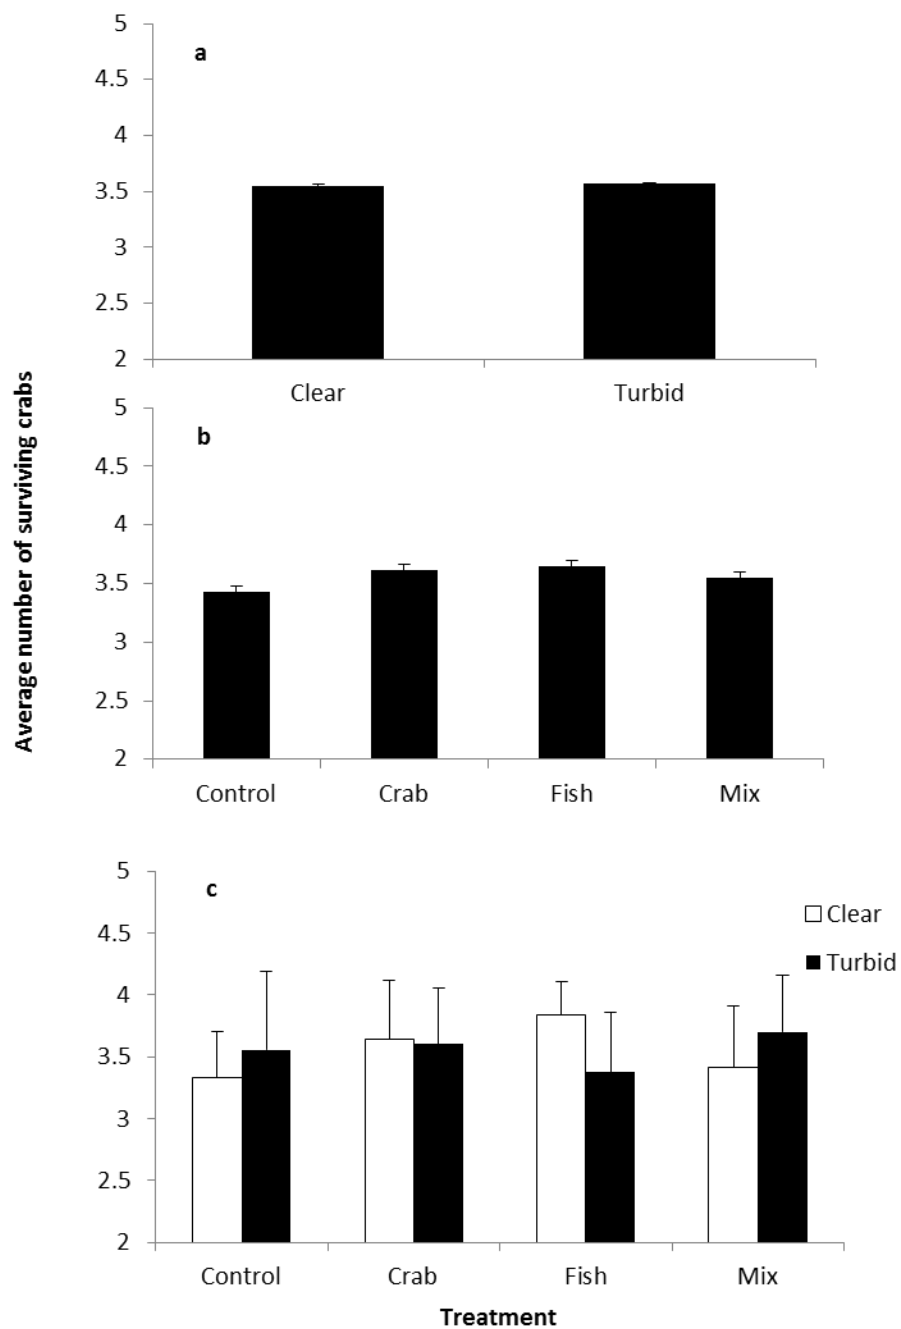 5
a
4.5
4
3.5
3
2.5
2
Clear Turbid
Average number of surviving crabs
5
b
4.5
4
3.5
3
2.5
2
Control Crab Fish Mix
5
c
Clear
4.5
Turbid
4
3.5
3
2.5
2
Control Crab Fish Mix
Treatment